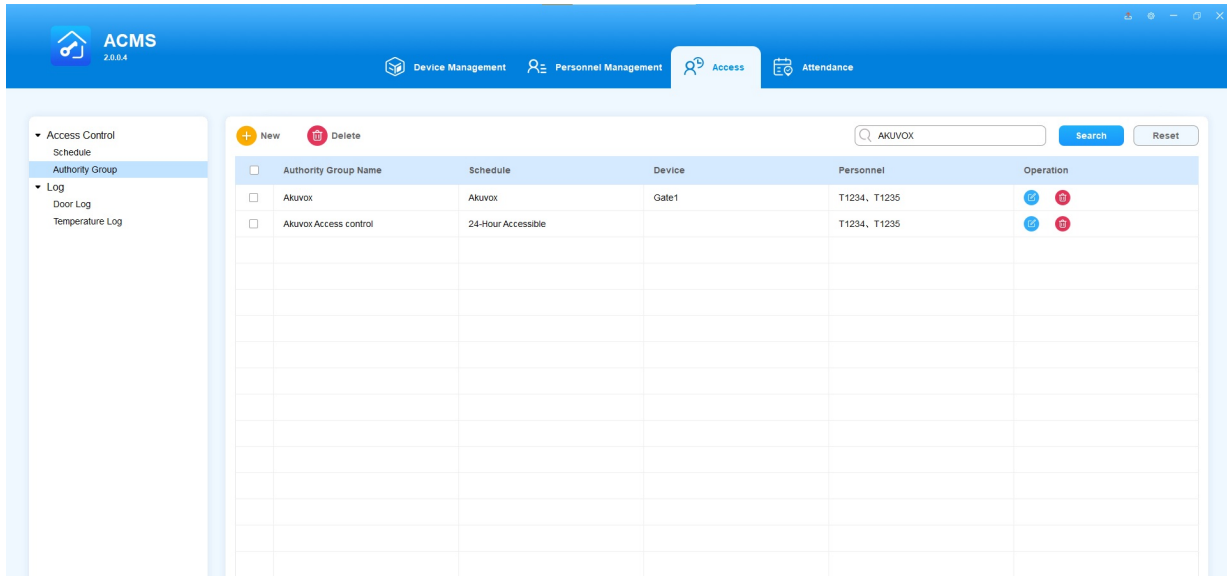 ACMS
2.0.0.4
Device Management Personnel Management Access Attendance
Access Control
Schedule
Authority Group
Log
Door Log
Temperature Log
New Delete AKUVOX Search Reset
Authority Group Name Schedule Device Personnel Operation
Akuvox Akuvox Gate1 T1234、T1235
Akuvox Access control 24-Hour Accessible T1234、T1235